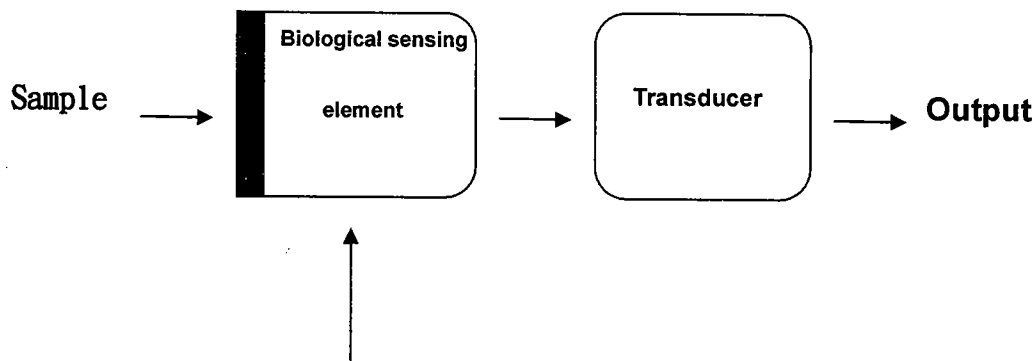 Sample
Biological sensing
element
Transducer
Output